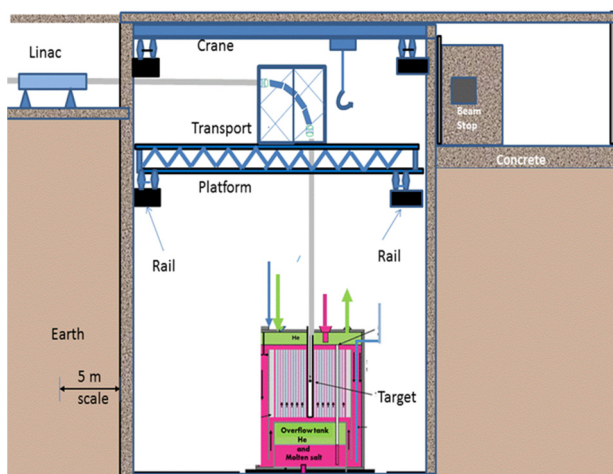 Linac
Crane
Transport
Beam
Stop
Concrete
Platform
Rail
Rail
Earth
5 m
scale
He
Target
Overflow tank
He
and
Molten salt